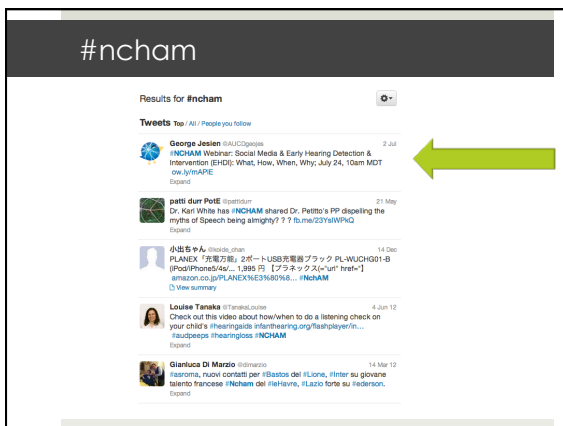 #ncham
Results for #ncham
Tweets Top / All / People you follow
George Jesien @AUCDgeojes 2 Jul
#NCHAM Webinar: Social Media & Early Hearing Detection &
Intervention (EHDI): What, How, When, Why; July 24, 10am MDT
ow.ly/mAPlE
Expand
patti durr PotE @pattidurr 21 May
Dr. Karl White has #NCHAM shared Dr. Petitto's PP dispelling the
myths of Speech being almighty? ? ? fb.me/23YslWPkQ
Expand
小出ちゃん @koide_chan 14 Dec
PLANEX「充電万能」2ポートUSB充電器ブラック PL-WUCHG01-B
(iPod/iPhone5/4s/... 1,995 円 【プラネックス(="url" href="】
amazon.co.jp/PLANEX%E3%80%8... #NchAM
View summary
Louise Tanaka @TanakaLouise 4 Jun 12
Check out this video about how/when to do a listening check on
your child's #hearingaids infanthearing.org/flashplayer/in...
#audpeeps #hearingloss #NCHAM
Expand
Gianluca Di Marzio @dimarzio 14 Mar 12
#asroma, nuovi contatti per #Bastos del #Lione, #Inter su giovane
talento francese #Ncham del #leHavre, #Lazio forte su #ederson.
Expand